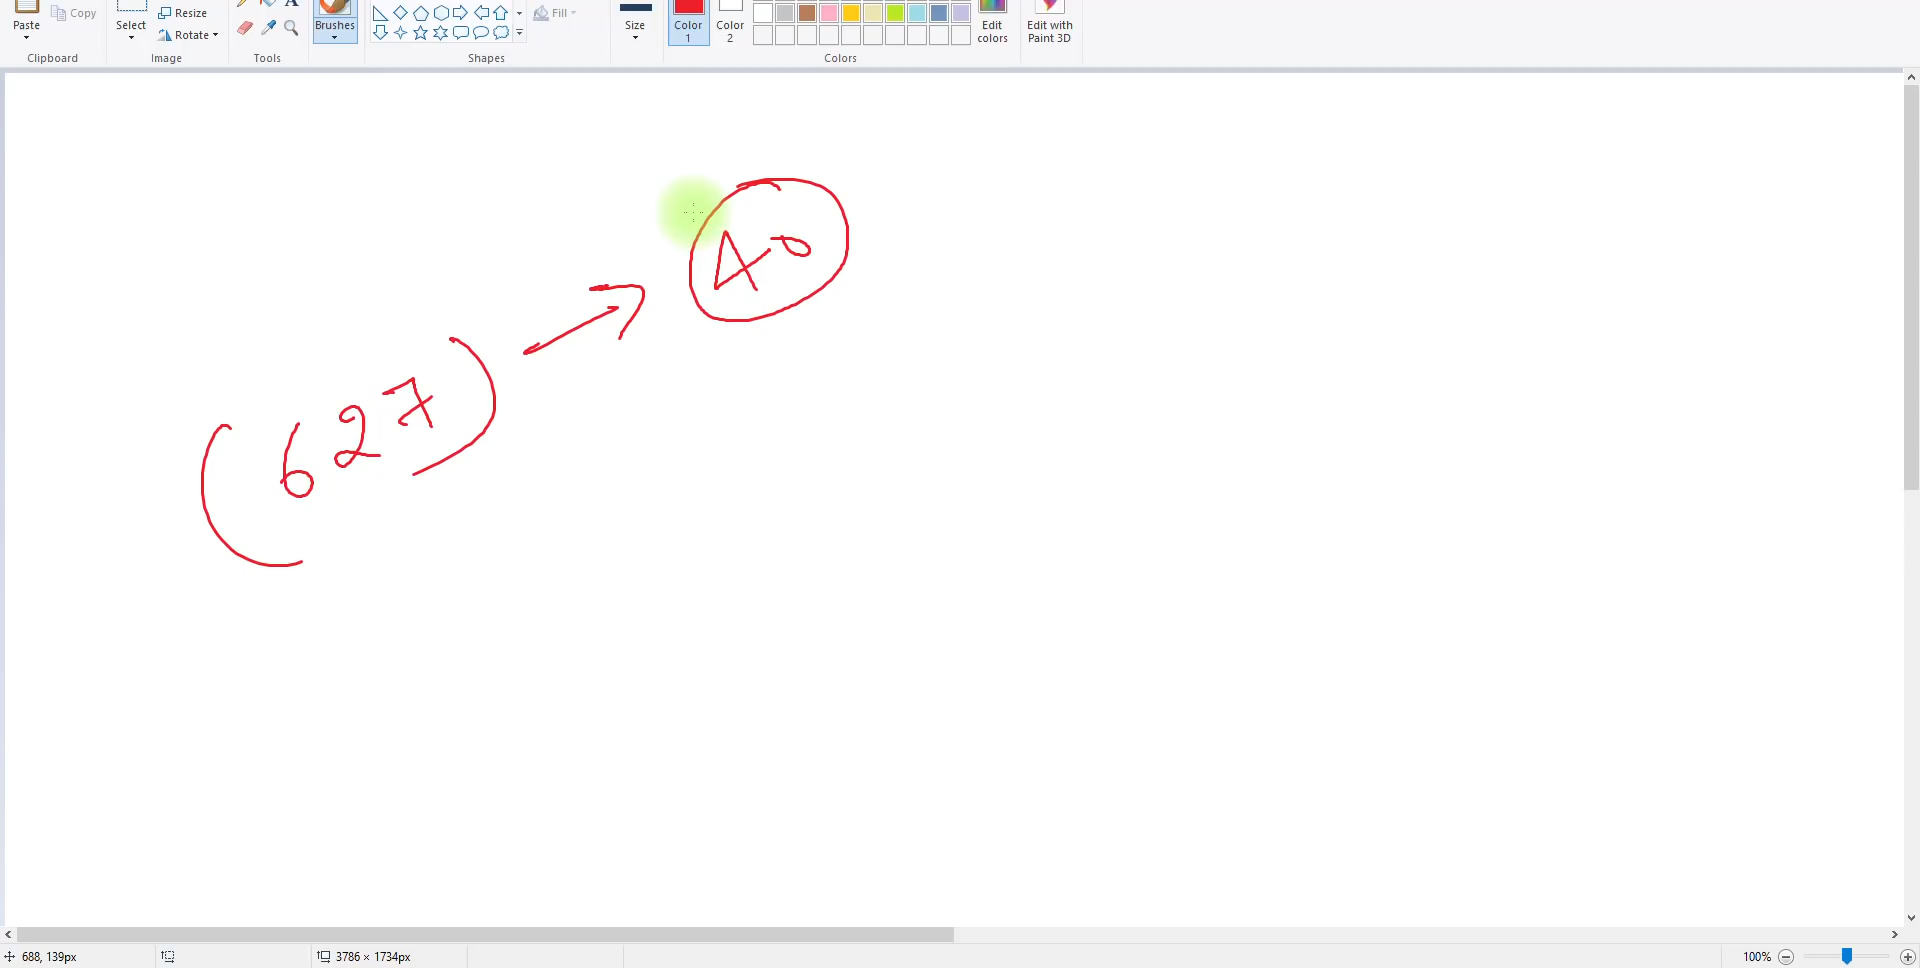 Paste
Copy
Select
Resize
Rotate
Brushes
Fill
Size
Color 1
Color 2
Edit colors
Edit with Paint 3D
Clipboard
Image
Tools
Shapes
Colors
40
(627) →
688, 139px
3786 × 1734px
100%